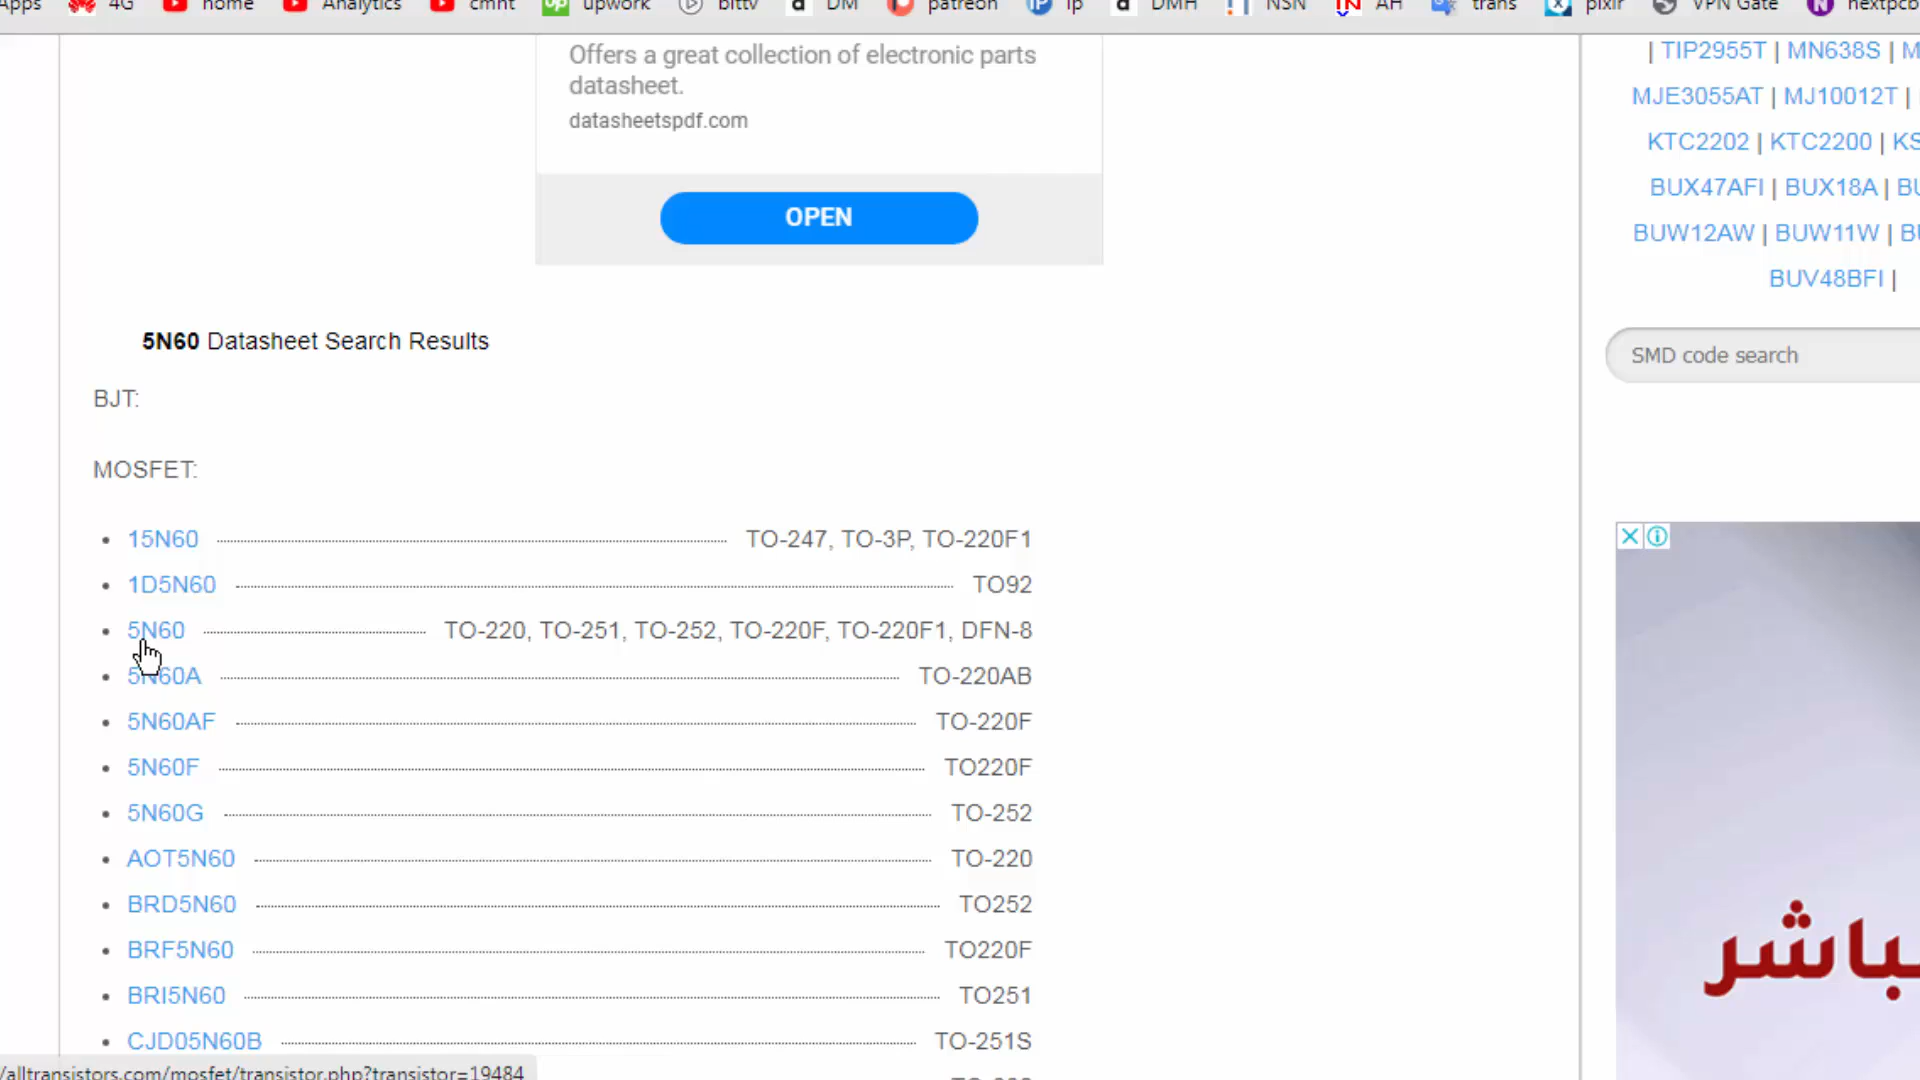 Apps 4G home Analytics cmnt upwork bittv DM patreon ip DMH NSN AH trans pixlr VPN Gate nextpcb
Offers a great collection of electronic parts
datasheet.
datasheetspdf.com
OPEN
5N60 Datasheet Search Results
BJT:
MOSFET:
15N60 TO-247, TO-3P, TO-220F1
1D5N60 TO92
5N60 TO-220, TO-251, TO-252, TO-220F, TO-220F1, DFN-8
5N60A TO-220AB
5N60AF TO-220F
5N60F TO220F
5N60G TO-252
AOT5N60 TO-220
BRD5N60 TO252
BRF5N60 TO220F
BRI5N60 TO251
CJD05N60B TO-251S
/alltransistors.com/mosfet/transistor.php?transistor=19484
| TIP2955T | MN638S |
MJE3055AT | MJ10012T |
KTC2202 | KTC2200 | KS
BUX47AFI | BUX18A | BU
BUW12AW | BUW11W | BU
BUV48BFI |
SMD code search
باشر